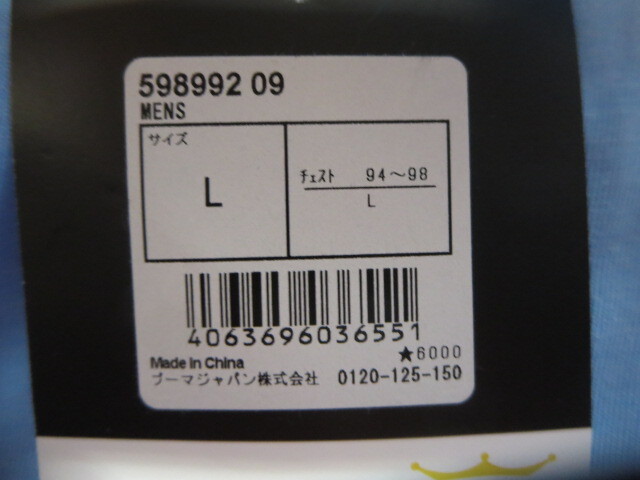 598992 09
MENS
サイズ
L
ﾁｪｽﾄ 94～98
L
4063696036551
★6000
Made in China
プーマジャパン株式会社 0120-125-150